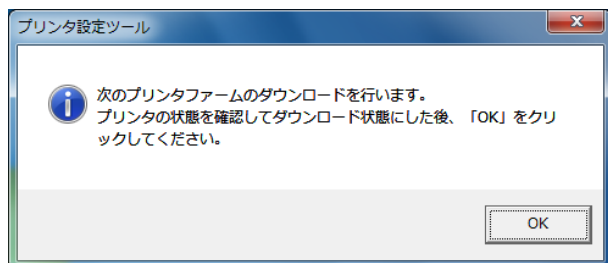 プリンタ設定ツール
次のプリンタファームのダウンロードを行います。
プリンタの状態を確認してダウンロード状態にした後、「OK」をクリ
ックしてください。
OK